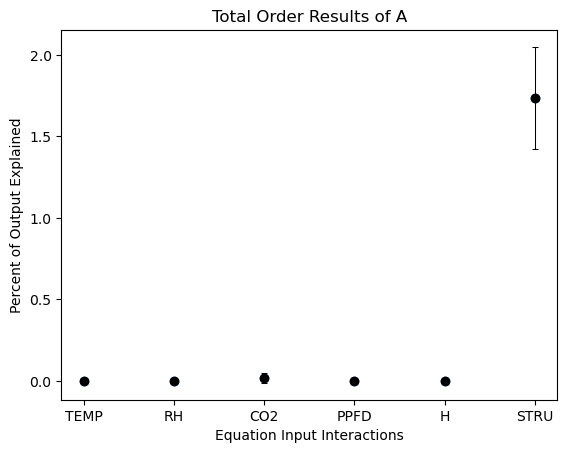 Total Order Results of A
Percent of Output Explained
2.0
1.5
1.0
0.5
0.0
TEMP RH CO2 PPFD H STRU
Equation Input Interactions